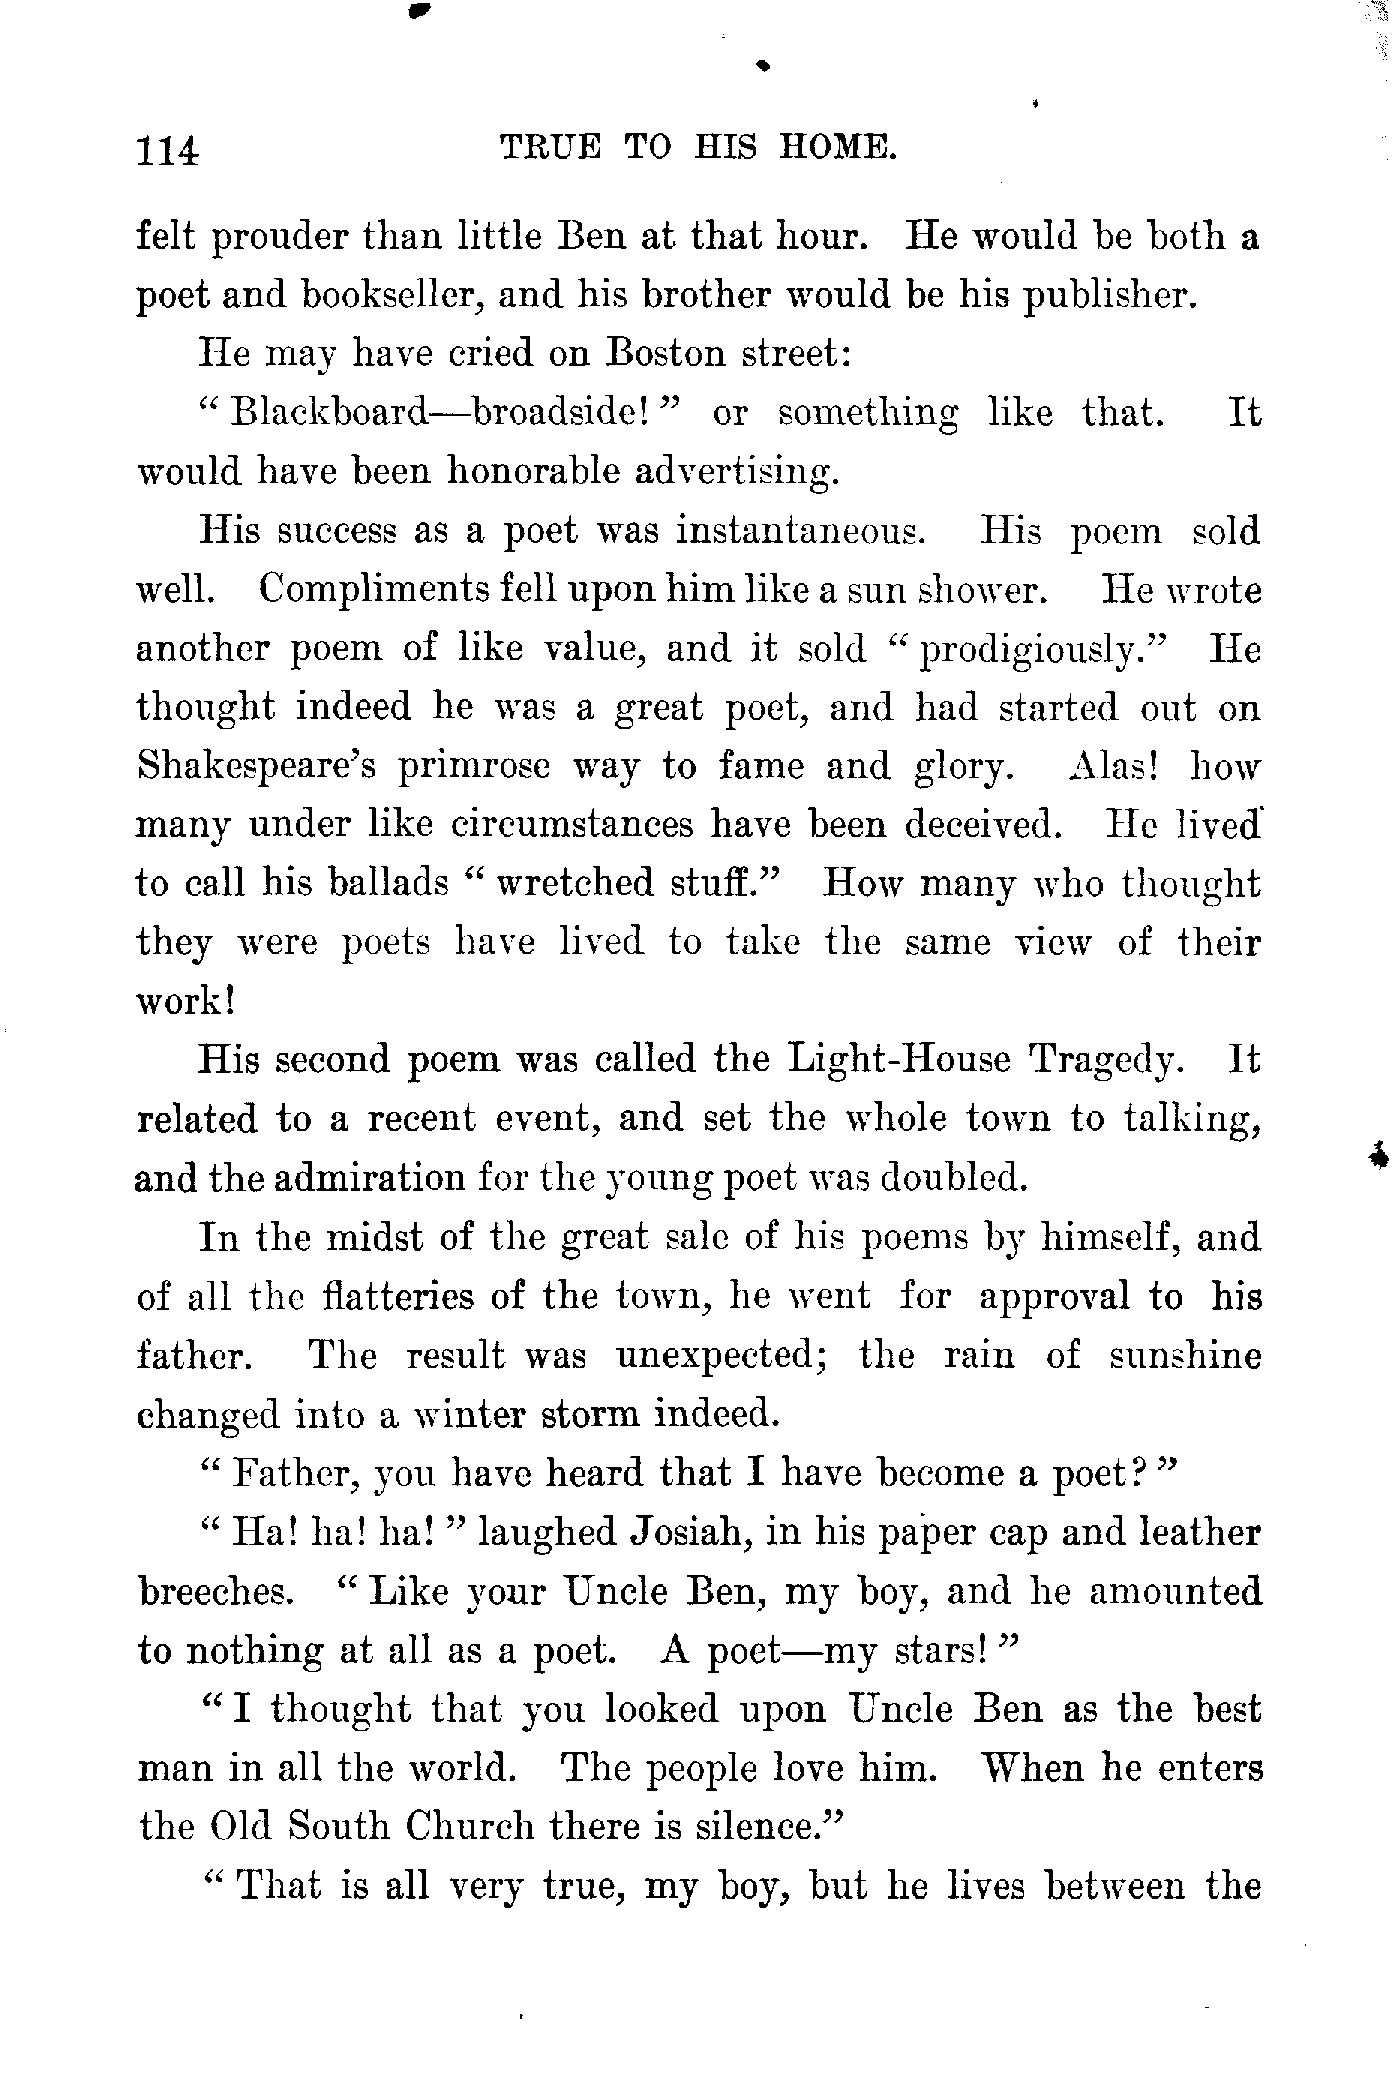 114 TRUE TO HIS HOME.
felt prouder than little Ben at that hour. He would be both a
poet and bookseller, and his brother would be his publisher.
He may have cried on Boston street:
“ Blackboard—broadside! ” or something like that. It
would have been honorable advertising.
His success as a poet was instantaneous. His poem sold
well. Compliments fell upon him like a sun shower. He wrote
another poem of like value, and it sold “ prodigiously.” He
thought indeed he was a great poet, and had started out on
Shakespeare’s primrose way to fame and glory. Alas! how
many under like circumstances have been deceived. He lived
to call his ballads “ wretched stuff.” How many who thought
they were poets have lived to take the same view of their
work!
His second poem was called the Light-House Tragedy. It
related to a recent event, and set the whole town to talking,
and the admiration for the young poet was doubled.
In the midst of the great sale of his poems by himself, and
of all the flatteries of the town, he went for approval to his
father. The result was unexpected; the rain of sunshine
changed into a winter storm indeed.
“ Father, you have heard that I have become a poet? ”
“ Ha! ha! ha! ” laughed Josiah, in his paper cap and leather
breeches. “ Like your Uncle Ben, my boy, and he amounted
to nothing at all as a poet. A poet—my stars! ”
“ I thought that you looked upon Uncle Ben as the best
man in all the world. The people love him. When he enters
the Old South Church there is silence.”
“ That is all very true, my boy, but he lives between the